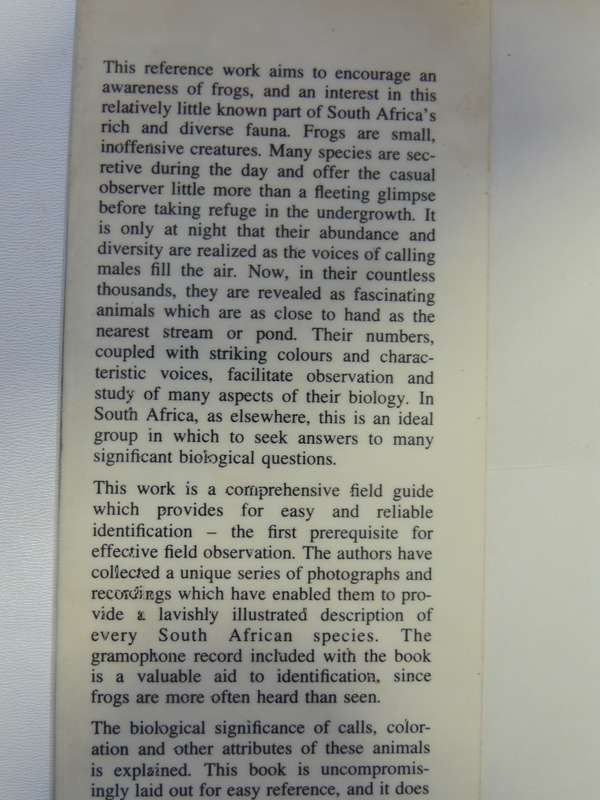 This reference work aims to encourage an
awareness of frogs, and an interest in this
relatively little known part of South Africa's
rich and diverse fauna. Frogs are small,
inoffensive creatures. Many species are sec-
retive during the day and offer the casual
observer little more than a fleeting glimpse
before taking refuge in the undergrowth. It
is only at night that their abundance and
diversity are realized as the voices of calling
males fill the air. Now, in their countless
thousands, they are revealed as fascinating
animals which are as close to hand as the
nearest stream or pond. Their numbers,
coupled with striking colours and charac-
teristic voices, facilitate observation and
study of many aspects of their biology. In
South Africa, as elsewhere, this is an ideal
group in which to seek answers to many
significant biological questions.
This work is a comprehensive field guide
which provides for easy and reliable
identification – the first prerequisite for
effective field observation. The authors have
collected a unique series of photographs and
recordings which have enabled them to pro-
vide a lavishly illustrated description of
every South African species. The
gramophone record included with the book
is a valuable aid to identification, since
frogs are more often heard than seen.
The biological significance of calls, color-
ation and other attributes of these animals
is explained. This book is uncompromis-
ingly laid out for easy reference, and it does